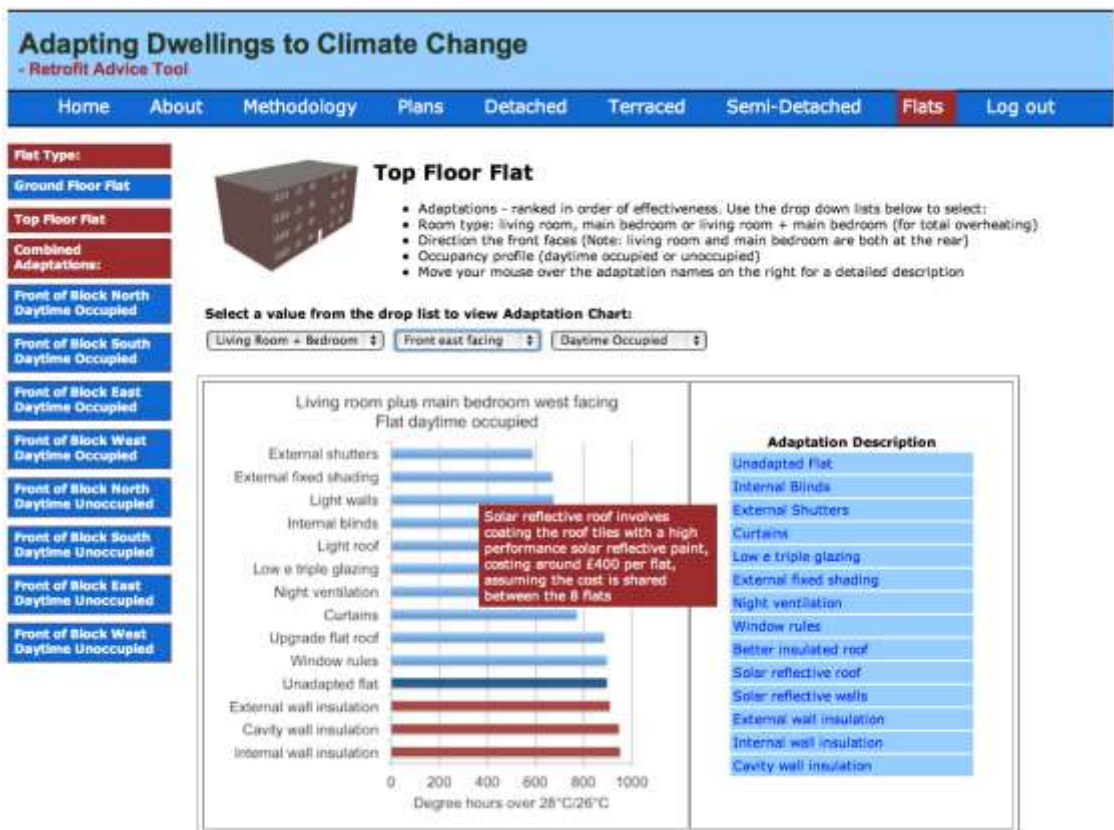 Adapting Dwellings to Climate Change
- Retrofit Advice Tool
Home About Methodology Plans Detached Terraced Semi-Detached Flats Log out
Flat Type:
Ground Floor Flat
Top Floor Flat
Combined
Adaptations:
Front of Block North
Daytime Occupied
Front of Block South
Daytime Occupied
Front of Block East
Daytime Occupied
Front of Block West
Daytime Occupied
Front of Block North
Daytime Unoccupied
Front of Block South
Daytime Unoccupied
Front of Block East
Daytime Unoccupied
Front of Block West
Daytime Unoccupied
Top Floor Flat
• Adaptations - ranked in order of effectiveness. Use the drop down lists below to select:
• Room type: living room, main bedroom or living room + main bedroom (for total overheating)
• Direction the front faces (Note: living room and main bedroom are both at the rear)
• Occupancy profile (daytime occupied or unoccupied)
• Move your mouse over the adaptation names on the right for a detailed description
Select a value from the drop list to view Adaptation Chart:
Living Room + Bedroom Front east facing Daytime Occupied
Living room plus main bedroom west facing
Flat daytime occupied
External shutters
External fixed shading
Light walls
Internal blinds
Light roof
Low e triple glazing
Night ventilation
Curtains
Upgrade flat roof
Window rules
Unadapted flat
External wall insulation
Cavity wall insulation
Internal wall insulation
0 200 400 600 800 1000
Degree hours over 28°C/26°C
Solar reflective roof involves
coating the roof tiles with a high
performance solar reflective paint,
costing around £400 per flat,
assuming the cost is shared
between the 8 flats
Adaptation Description
Unadapted Flat
Internal Blinds
External Shutters
Curtains
Low e triple glazing
External fixed shading
Night ventilation
Window rules
Better insulated roof
Solar reflective roof
Solar reflective walls
External wall insulation
Internal wall insulation
Cavity wall insulation